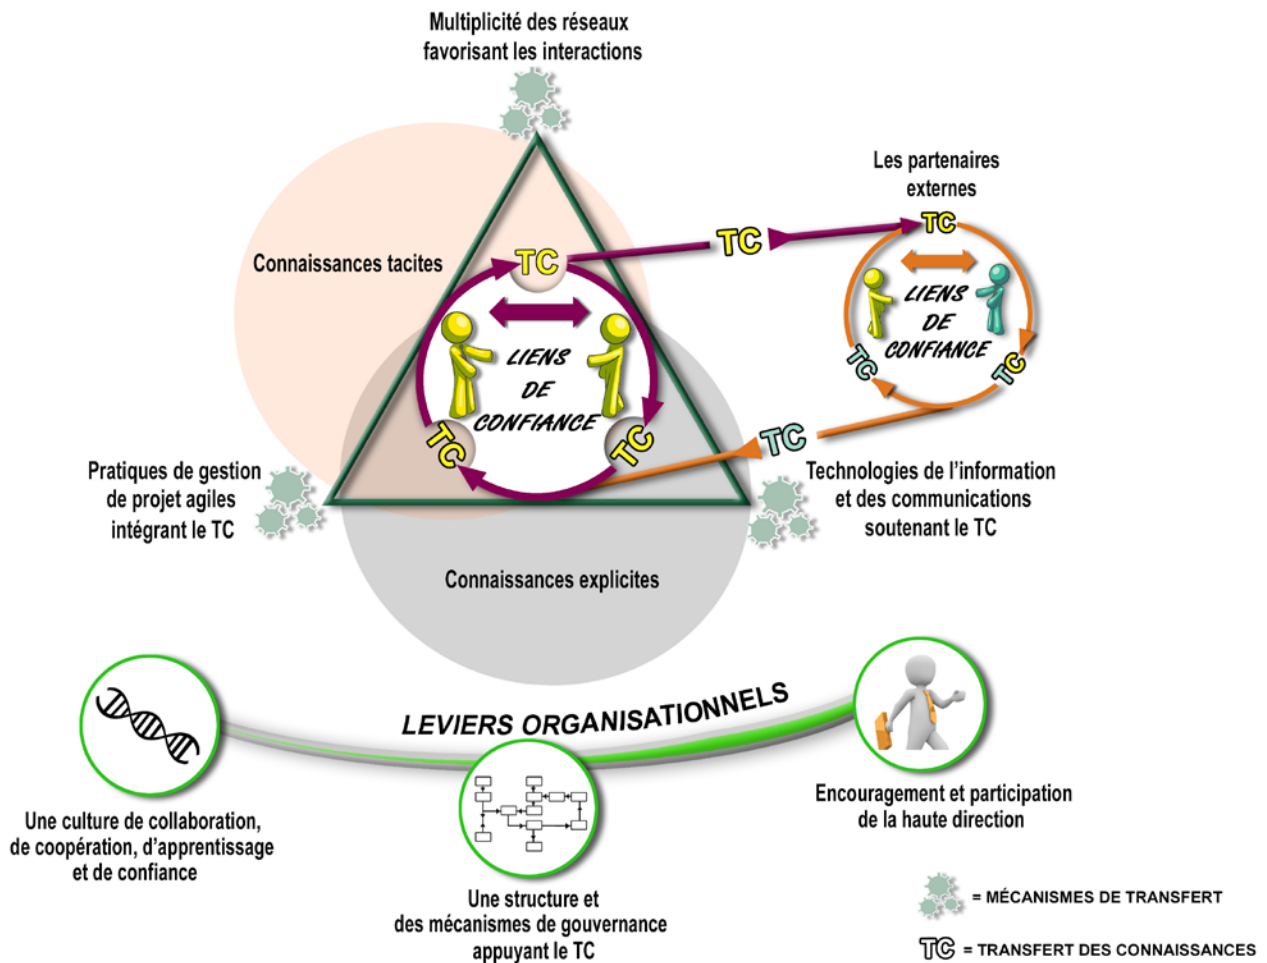 Multiplicité des réseaux
favorisant les interactions
Les partenaires
externes
TC
TC
Connaissances tacites
TC
LIENS
DE
CONFIANCE
LIENS
DE
CONFIANCE
TC
TC
TC
TC
TC
Pratiques de gestion
de projet agiles
intégrant le TC
Technologies de l'information
et des communications
soutenant le TC
Connaissances explicites
LEVIERS ORGANISATIONNELS
Une culture de collaboration,
de coopération, d'apprentissage
et de confiance
Une structure et
des mécanismes de gouvernance
appuyant le TC
Encouragement et participation
de la haute direction
= MÉCANISMES DE TRANSFERT
TC = TRANSFERT DES CONNAISSANCES